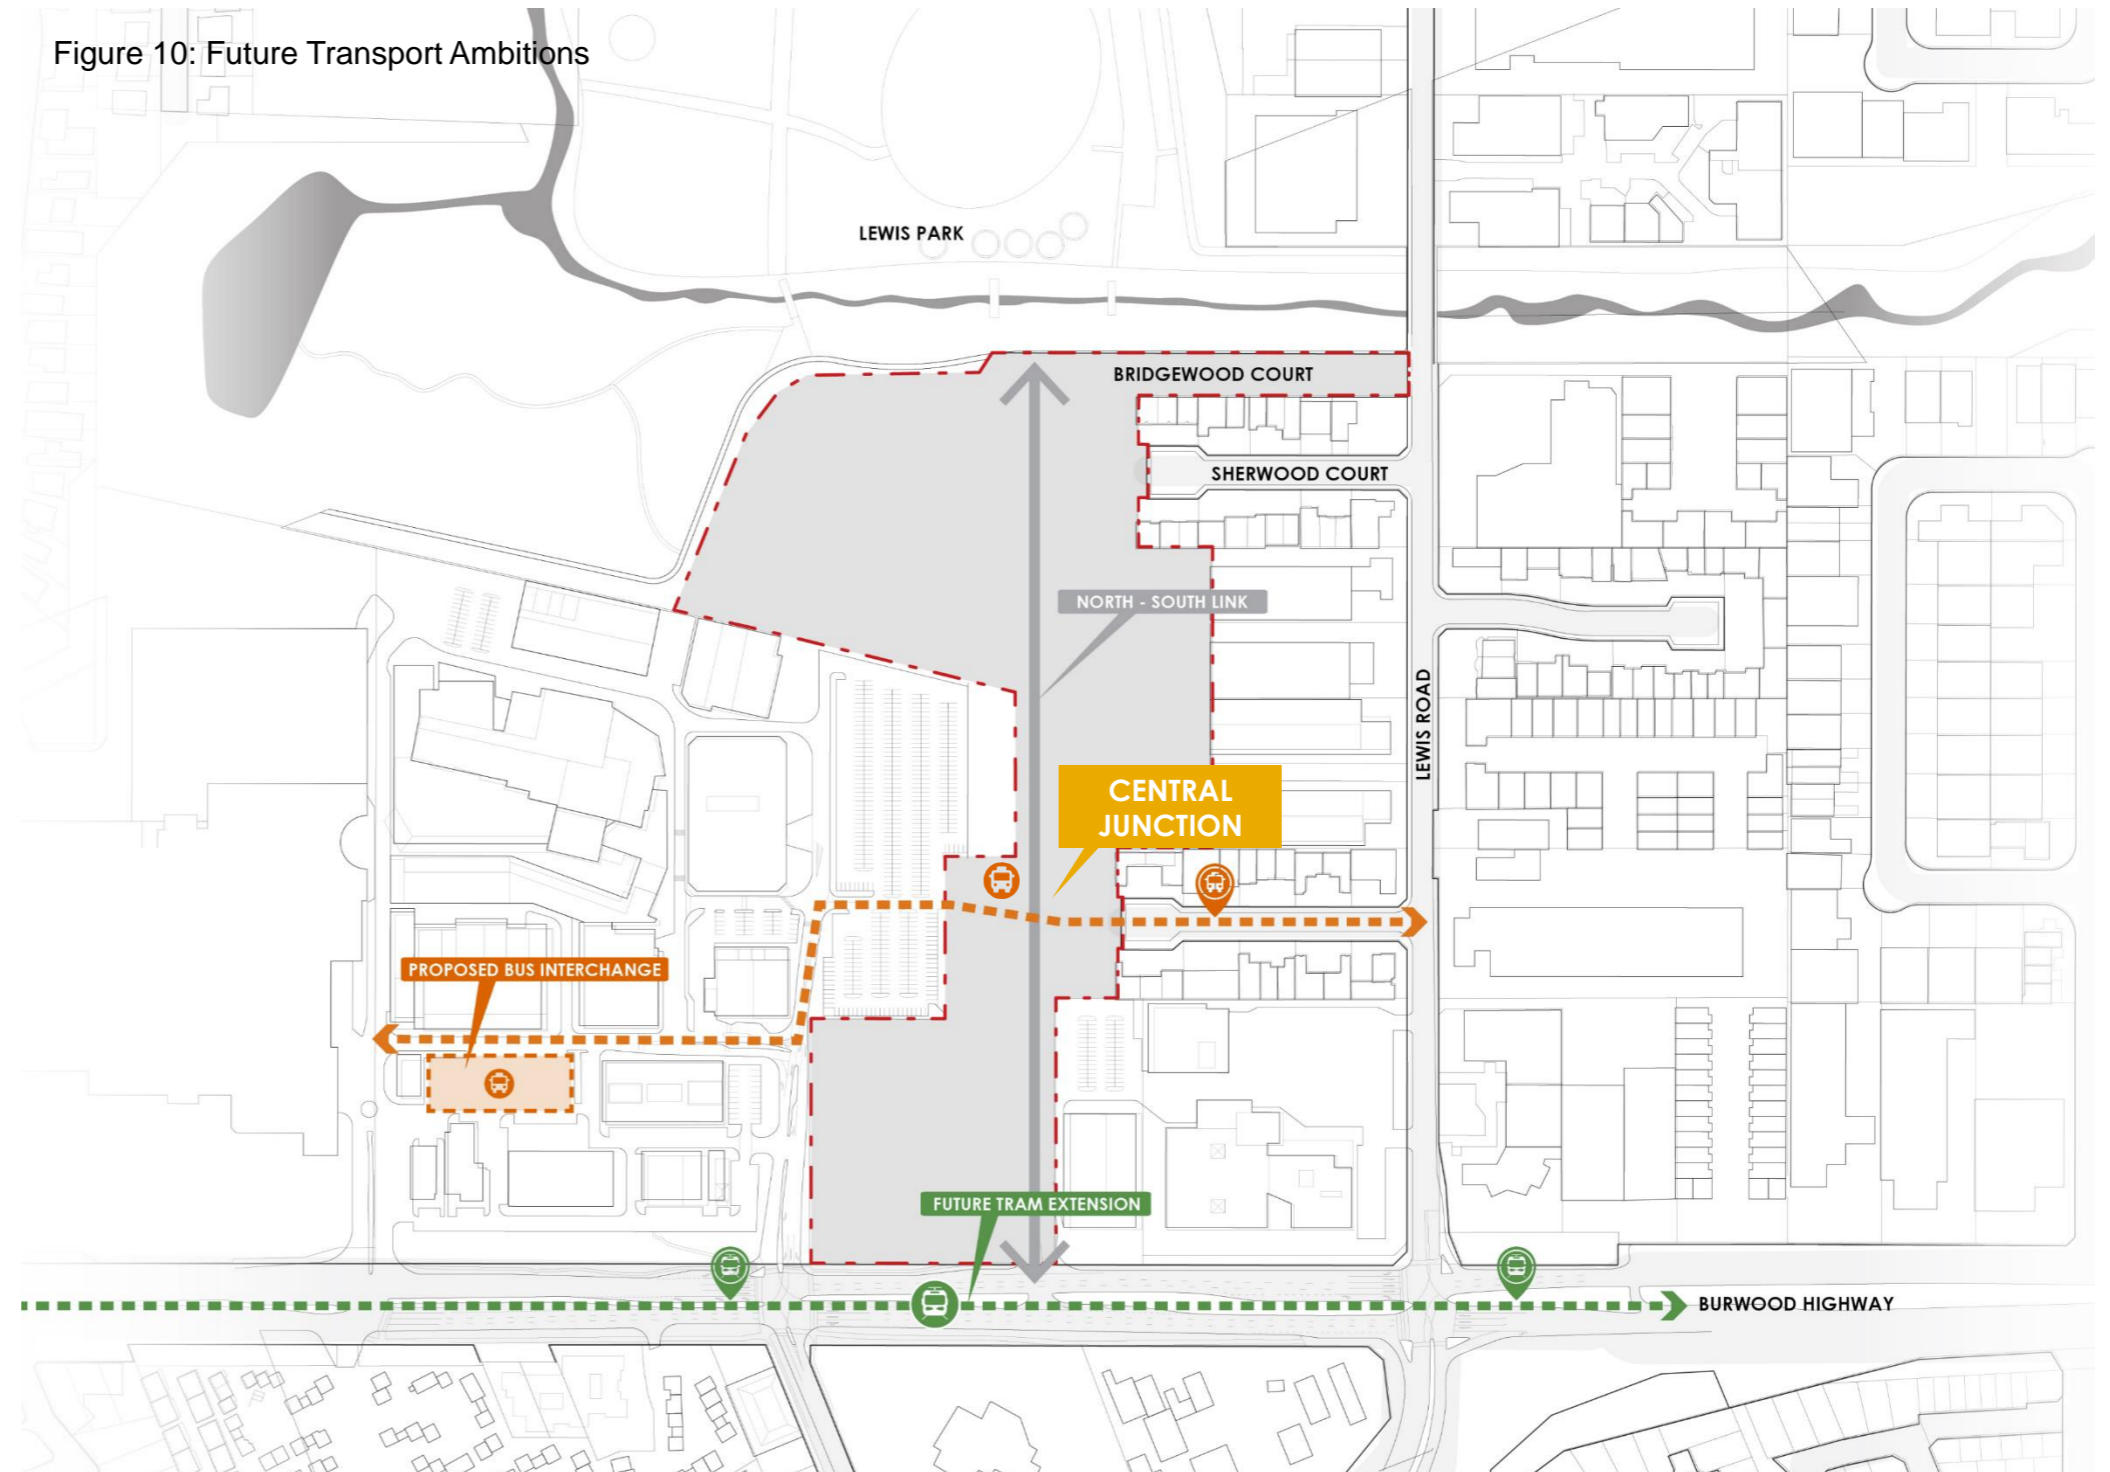 Figure 10: Future Transport Ambitions
LEWIS PARK
BRIDGEWOOD COURT
SHERWOOD COURT
NORTH - SOUTH LINK
LEWIS ROAD
CENTRAL
JUNCTION
PROPOSED BUS INTERCHANGE
FUTURE TRAM EXTENSION
BURWOOD HIGHWAY